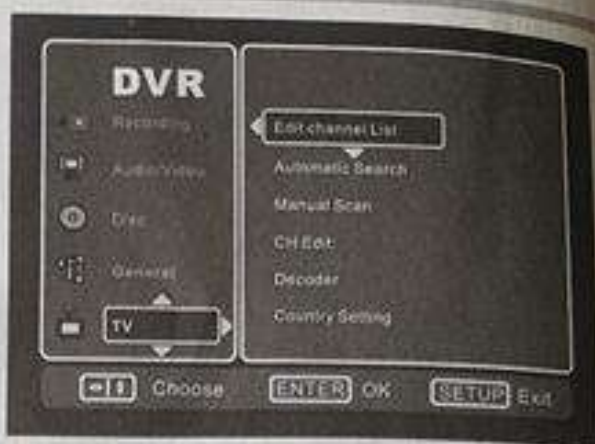 DVR
Recording
Audio/Video
Disc
General
TV
Edit channel List
Automatic Search
Manual Scan
CH Edit
Decoder
Country Setting
Choose
ENTER OK
SETUP Exit